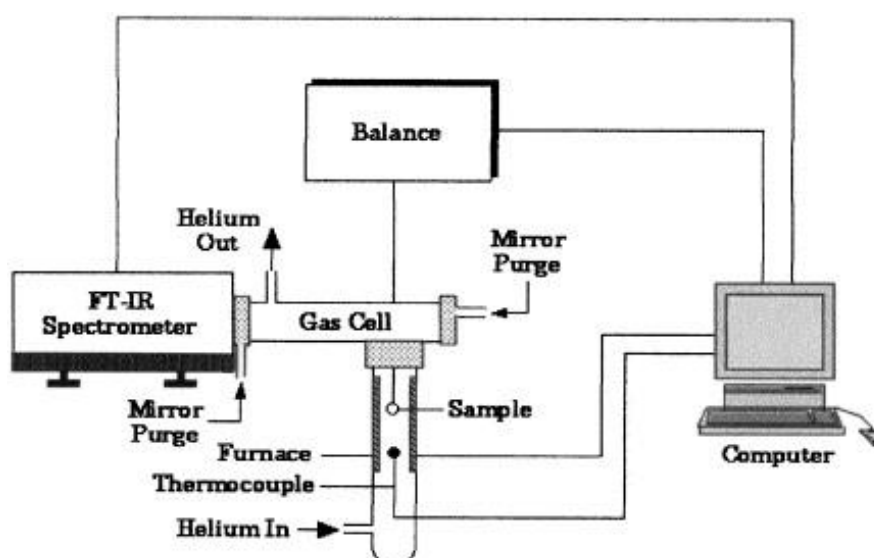 Balance
Helium
Out
Mirror
Purge
FT-IR
Spectrometer
Gas Cell
Mirror
Purge
Sample
Furnace
Thermocouple
Computer
Helium In